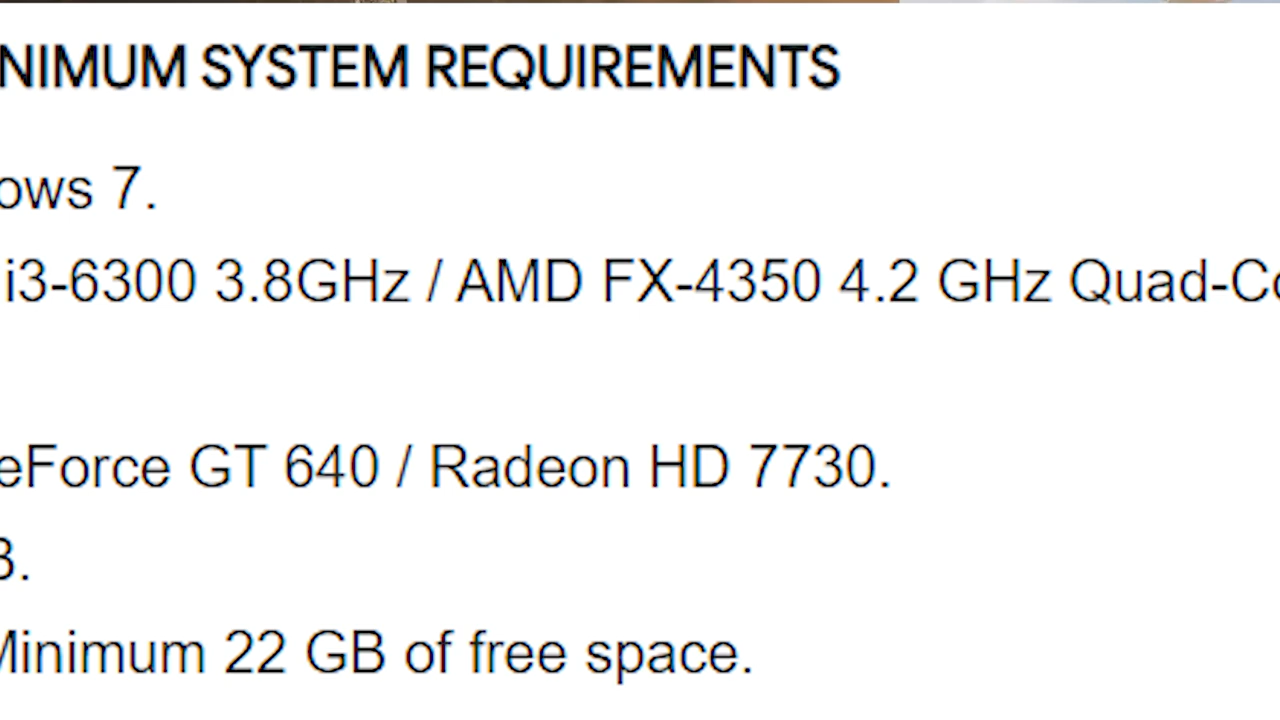 NIMUM SYSTEM REQUIREMENTS
ows 7.
i3-6300 3.8GHz / AMD FX-4350 4.2 GHz Quad-Co
eForce GT 640 / Radeon HD 7730.
B.
Minimum 22 GB of free space.